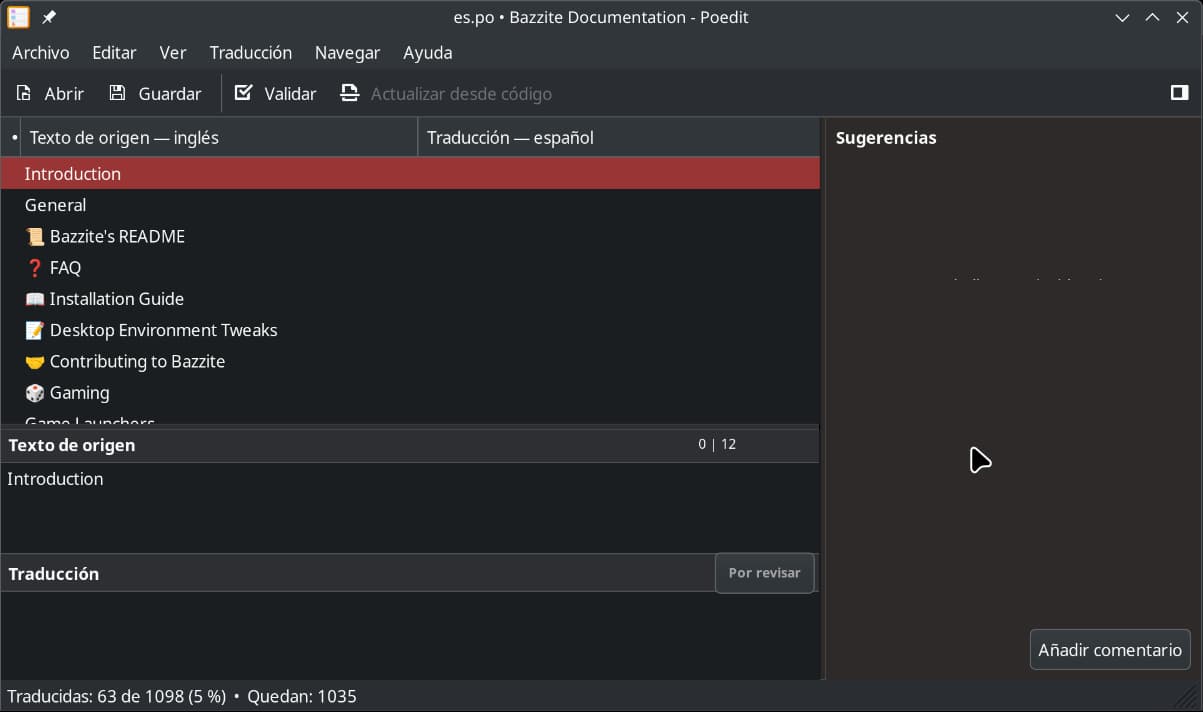 es.po • Bazzite Documentation - Poedit
Archivo Editar Ver Traducción Navegar Ayuda
Abrir Guardar Validar Actualizar desde código
• Texto de origen — inglés Traducción — español
Sugerencias
Introduction
General
📜 Bazzite's README
❓ FAQ
📖 Installation Guide
📝 Desktop Environment Tweaks
🤝 Contributing to Bazzite
🎲 Gaming
Game Launchers
Texto de origen 0 | 12
Introduction
Traducción Por revisar
Añadir comentario
Traducidas: 63 de 1098 (5 %) • Quedan: 1035